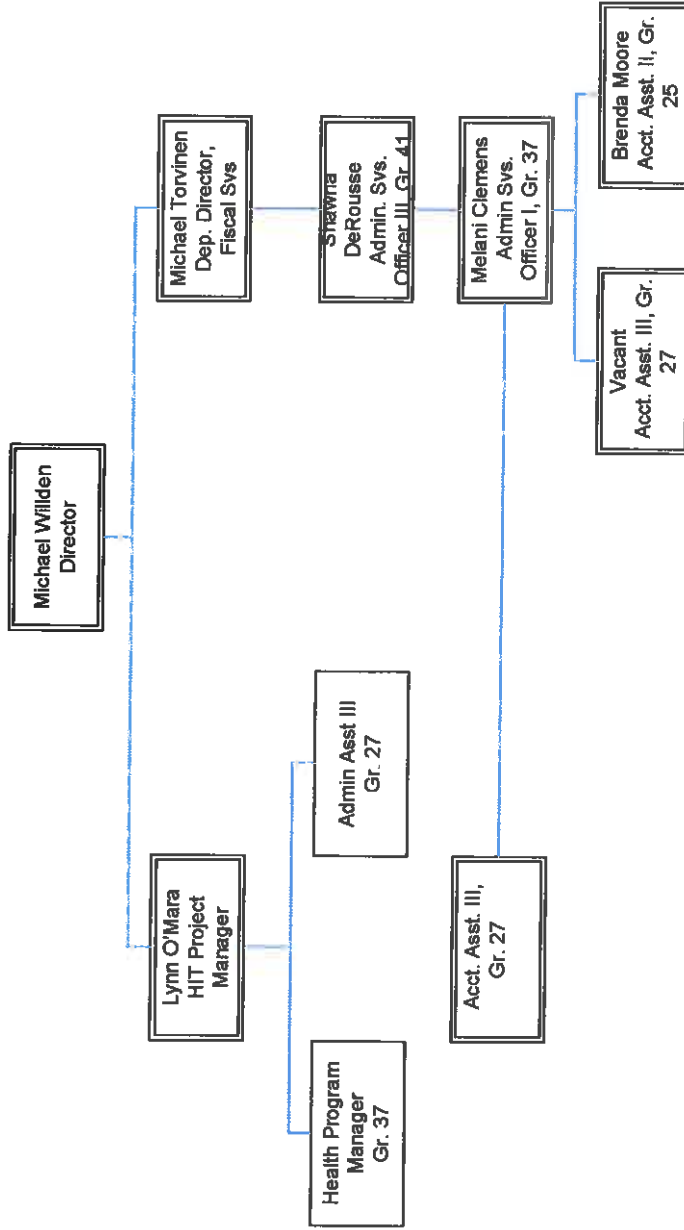 Michael Willden
Director
Lynn O'Mara
HIT Project
Manager
Michael Torvinen
Dep. Director,
Fiscal Svs
Health Program
Manager
Gr. 37
Admin Asst III
Gr. 27
Shawna
DeRousse
Admin. Svs.
Officer III, Gr. 41
Acct. Asst. III,
Gr. 27
Melani Clemens
Admin Svs.
Officer I, Gr. 37
Vacant
Acct. Asst. III, Gr.
27
Brenda Moore
Acct. Asst. II, Gr.
25